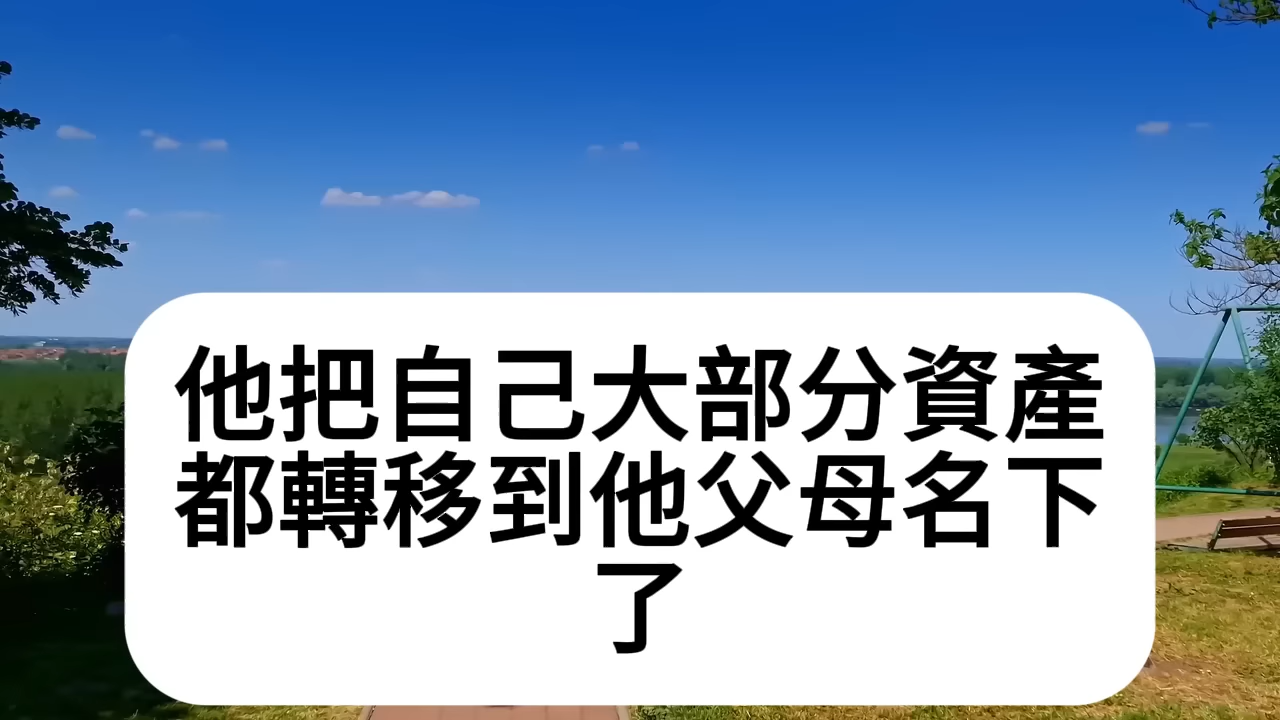 他把自己大部分資產
都轉移到他父母名下
了